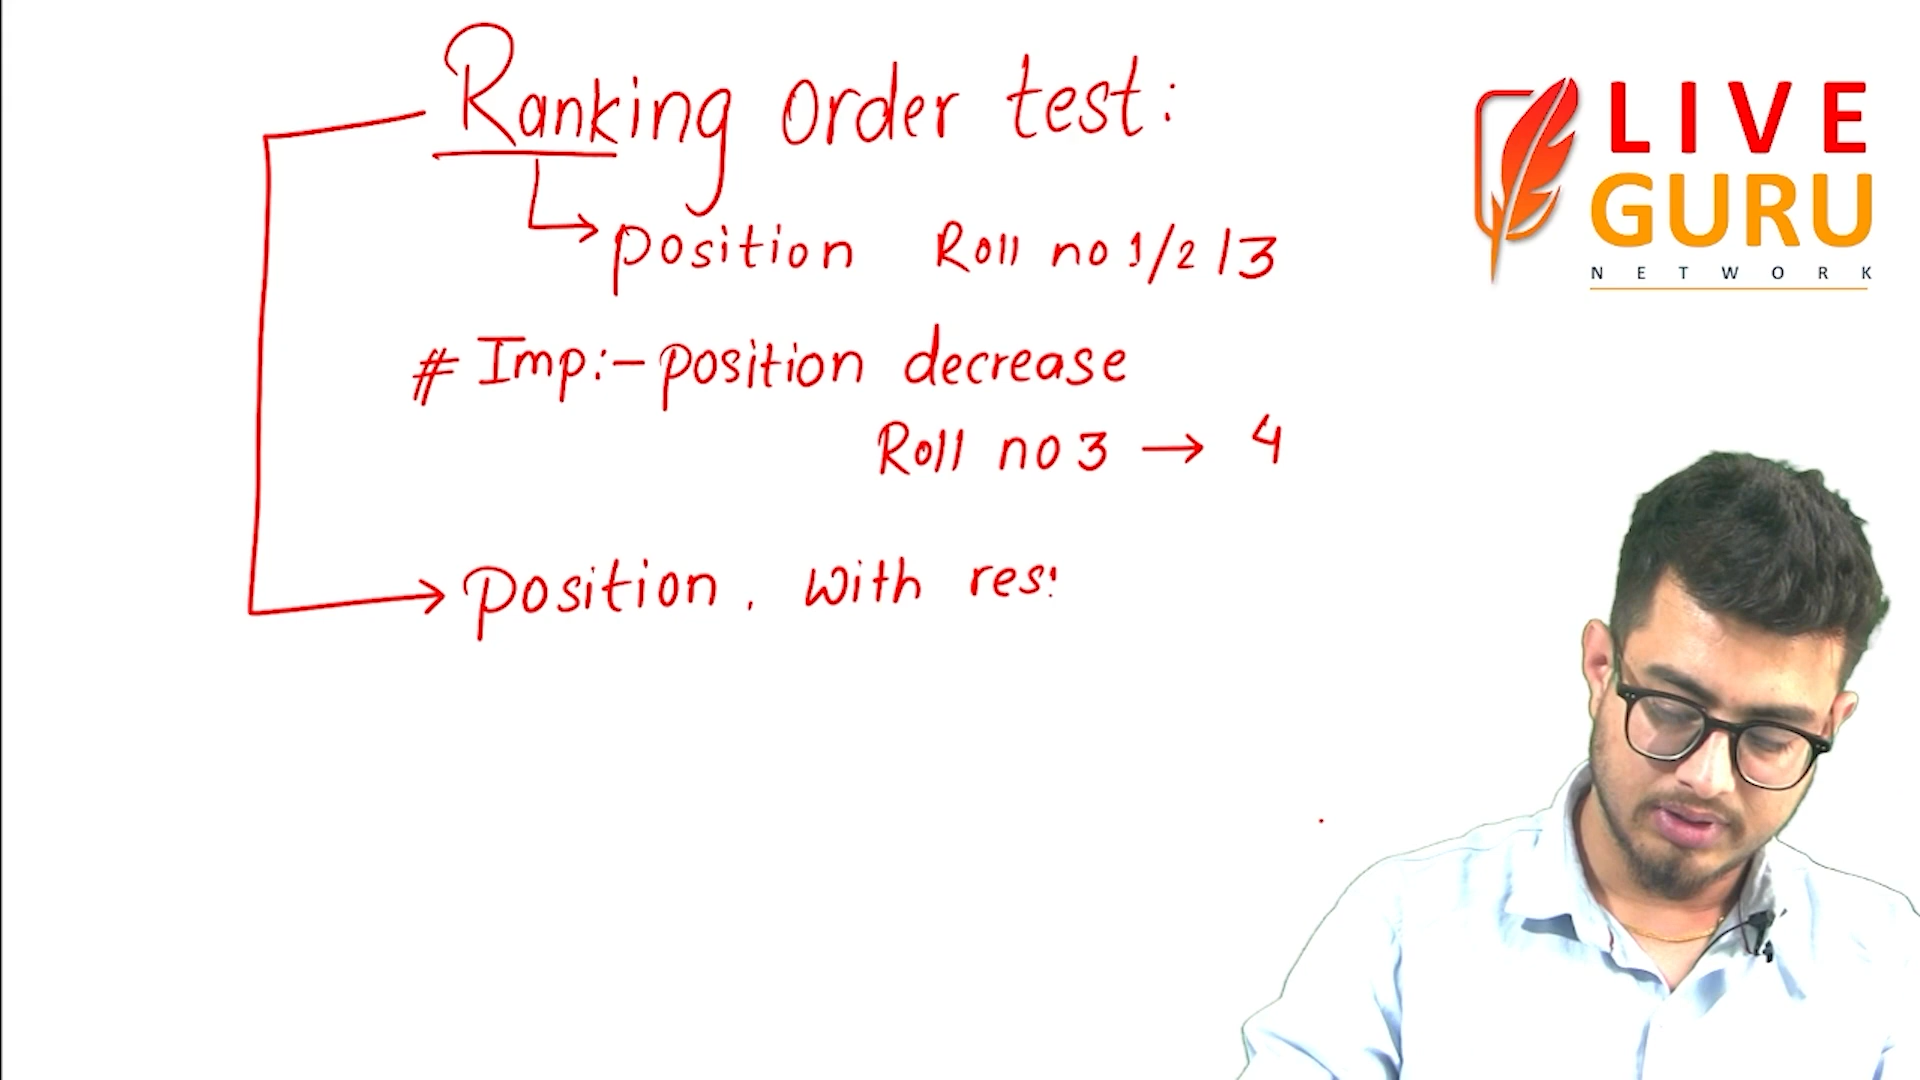 Ranking order test:
position Roll no 1/2/3
# Imp:- position decrease
Roll no 3 → 4
position. with res
LIVE
GURU
NETWORK